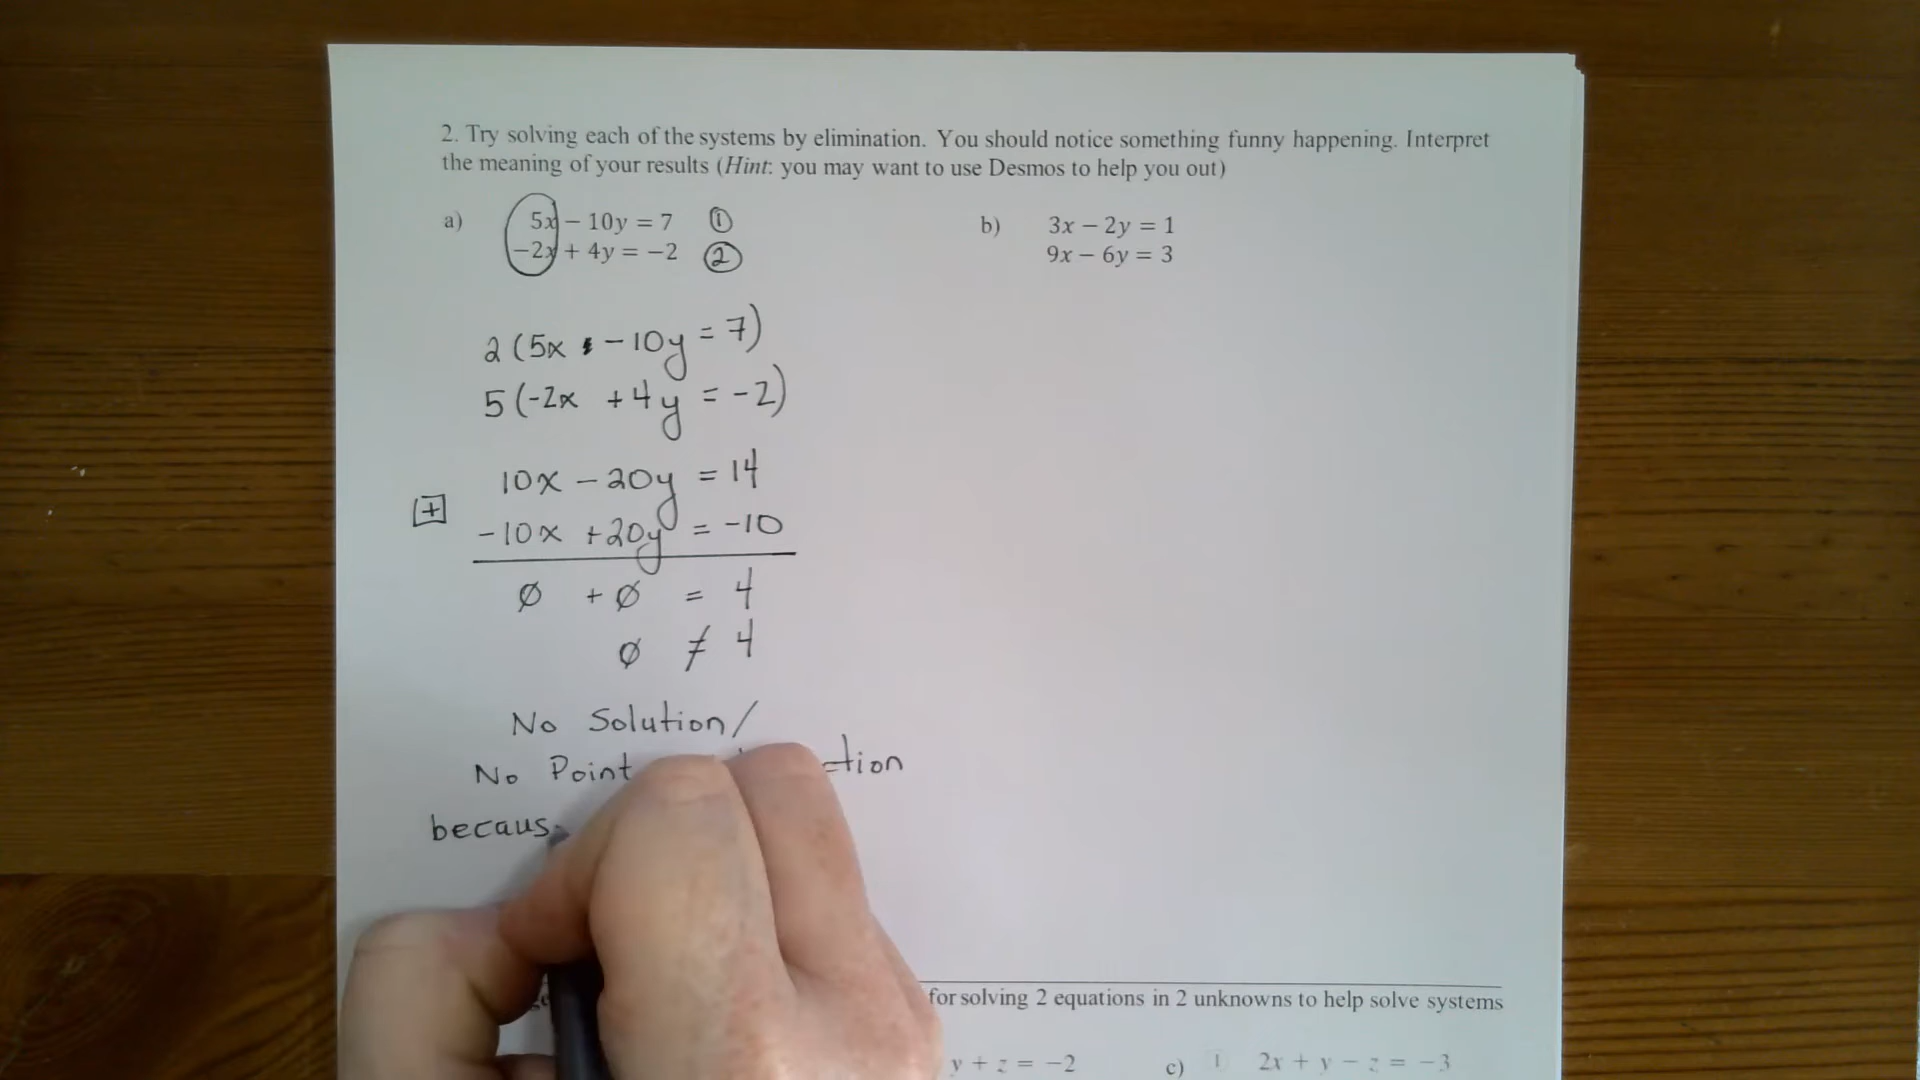 2. Try solving each of the systems by elimination. You should notice something funny happening. Interpret
the meaning of your results (Hint: you may want to use Desmos to help you out)
a) 5x − 10y = 7 ①
−2x + 4y = −2 ②
b) 3x − 2y = 1
9x − 6y = 3
2(5x − 10y = 7)
5(-2x + 4y = -2)
10x − 20y = 14
+
-10x + 20y = -10
∅ + ∅ = 4
∅ ≠ 4
No Solution/
No Point
becaus
for solving 2 equations in 2 unknowns to help solve systems
y + z = −2
c) 1 2x + y − z = −3